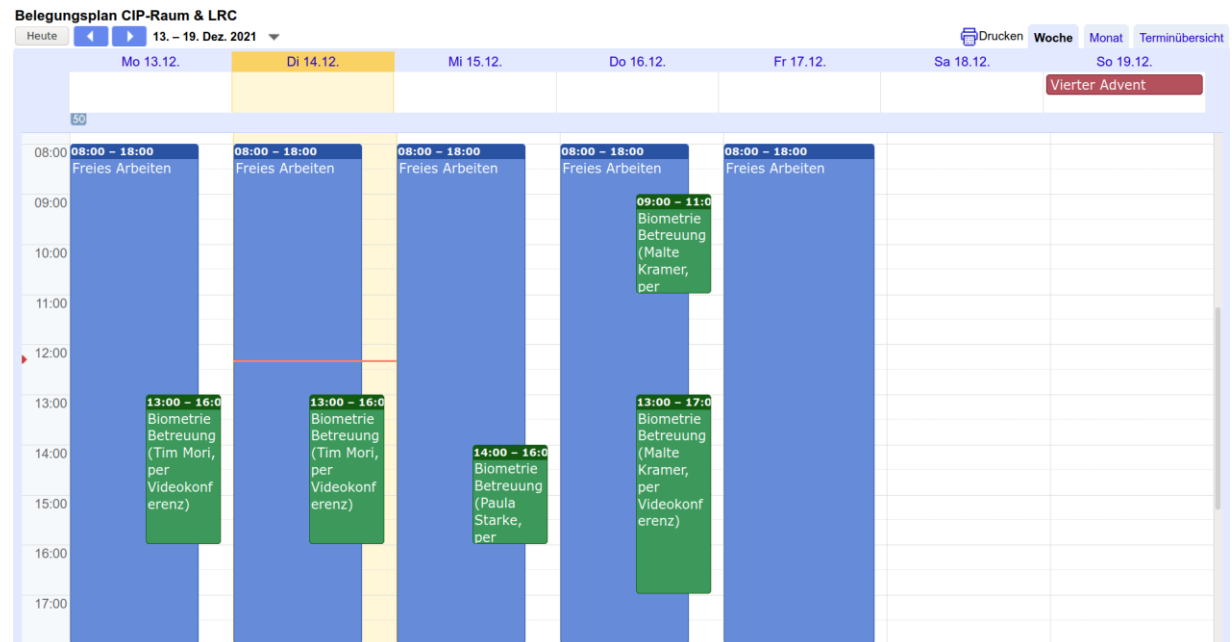 Belegungsplan CIP-Raum & LRC
Heute 13. – 19. Dez. 2021 Drucken Woche Monat Terminübersicht
Mo 13.12. Di 14.12. Mi 15.12. Do 16.12. Fr 17.12. Sa 18.12. So 19.12.
Vierter Advent
50
08:00
09:00
10:00
11:00
12:00
13:00
14:00
15:00
16:00
17:00
08:00 – 18:00
Freies Arbeiten
13:00 – 16:0
Biometrie
Betreuung
(Tim Mori,
per
Videokonf
erenz)
08:00 – 18:00
Freies Arbeiten
13:00 – 16:0
Biometrie
Betreuung
(Tim Mori,
per
Videokonf
erenz)
08:00 – 18:00
Freies Arbeiten
14:00 – 16:0
Biometrie
Betreuung
(Paula
Starke,
per
08:00 – 18:00
Freies Arbeiten
09:00 – 11:0
Biometrie
Betreuung
(Malte
Kramer,
per
13:00 – 17:0
Biometrie
Betreuung
(Malte
Kramer,
per
Videokonf
erenz)
08:00 – 18:00
Freies Arbeiten